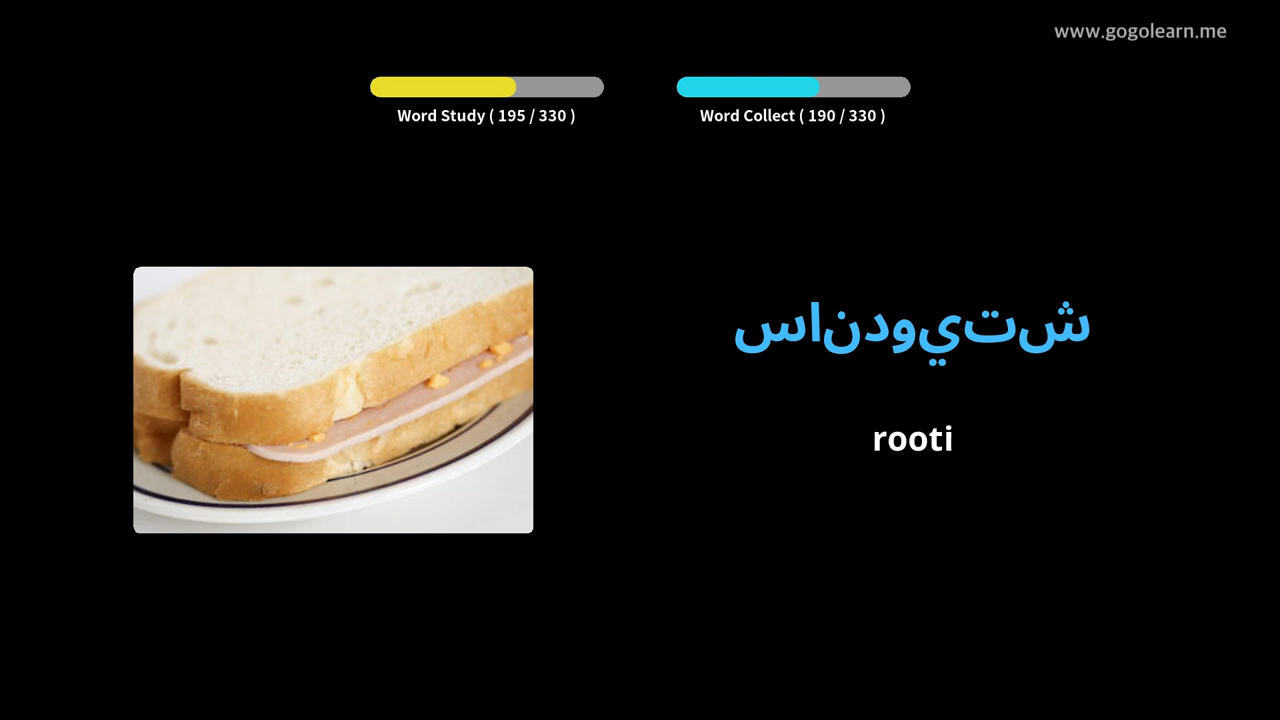 www.gogolearn.me
Word Study ( 195 / 330 )
Word Collect ( 190 / 330 )
شتيودناس
rooti